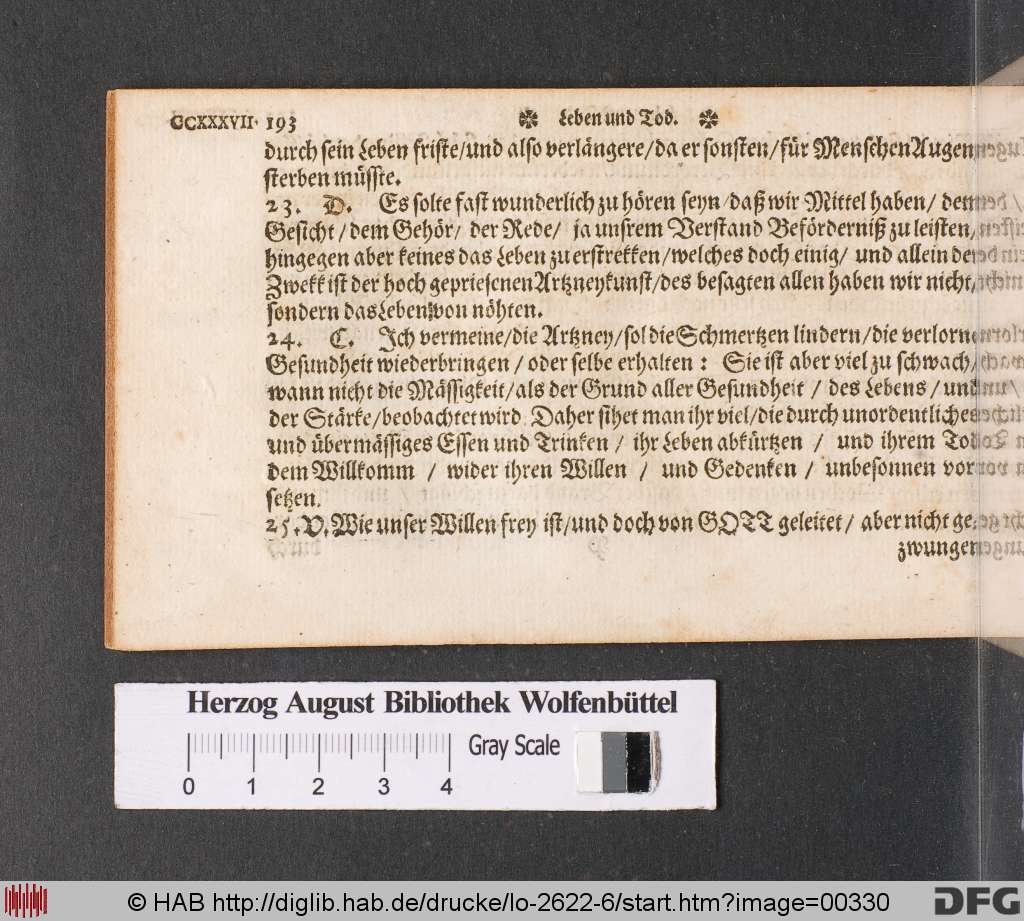 CCXXXVII. 193 ✽ Leben und Tod. ✽
durch sein Leben friste/und also verlängere/da er sonsten/für Menschen Augen
sterben müsste.
23. D. Es solte fast wunderlich zu hören seyn/daß wir Mittel haben/ dem
Gesicht/dem Gehör/ der Rede/ ja unsrem Verstand Beförderniß zu leisten/
hingegen aber keines das Leben zu erstrekken/welches doch einig/ und allein der
Zwekk ist der hoch gepriesenen Artzneykunst/des besagten allen haben wir nicht/
sondern das Leben von nöhten.
24. C. Ich vermeine/die Artzney/sol die Schmertzen lindern/die verlorne
Gesundheit wiederbringen/oder selbe erhalten: Sie ist aber viel zu schwach/
wann nicht die Mässigkeit/als der Grund aller Gesundheit / des Lebens/ und
der Stärke/beobachtet wird. Daher sihet man ihr viel/die durch unordentliches
und übermässiges Essen und Trinken / ihr Leben abkürtzen / und ihrem Tod
dem Willkomm / wider ihren Willen / und Gedenken / unbesonnen vor
setzen.
25. V. Wie unser Willen frey ist/und doch von GOTT geleitet/ aber nicht ge-
zwungen
Herzog August Bibliothek Wolfenbüttel
Gray Scale
0 1 2 3 4
© HAB http://diglib.hab.de/drucke/lo-2622-6/start.htm?image=00330 DFG